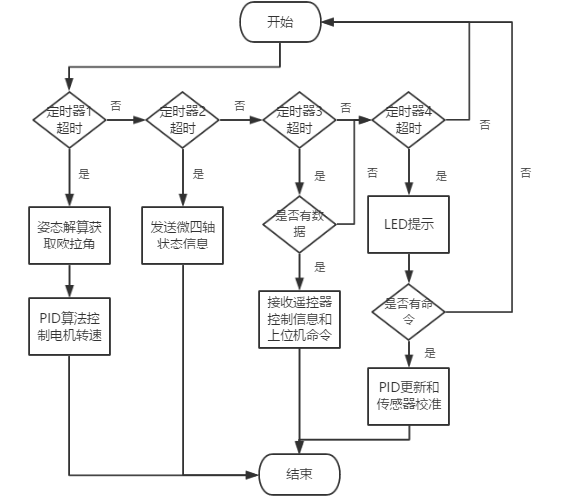 开始
定时器1
超时
否
定时器2
超时
否
定时器3
超时
否
定时器4
超时
否
否
是
是
是
是
否
姿态解算获
取欧拉角
发送微四轴
状态信息
是否有数
据
LED提示
是
PID算法控
制电机转速
接收遥控器
控制信息和
上位机命令
是否有命
令
是
PID更新和
传感器校准
结束